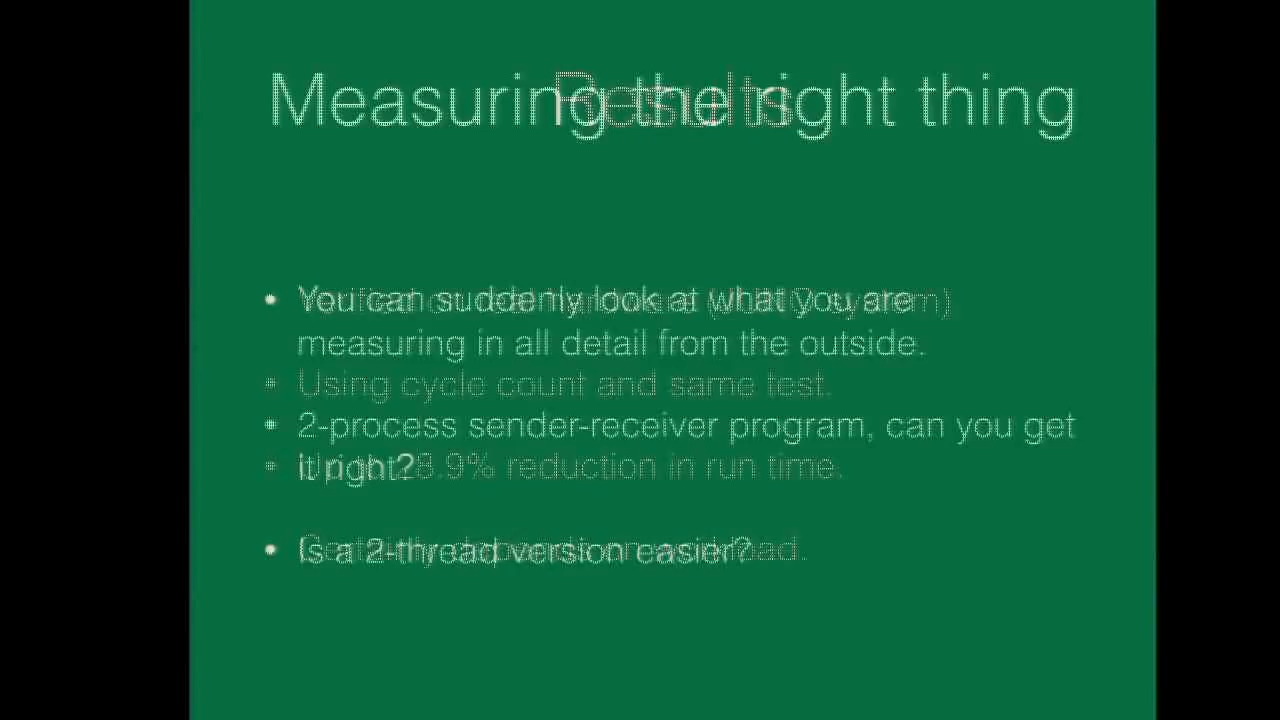 Measuring the right thing
Results
• You can suddenly look at what you are
measuring in all detail from the outside.
• Using cycle count and same test.
• 2-process sender-receiver program, can you get
it right?
8.9% reduction in run time.
• Is a 2-thread version easier?